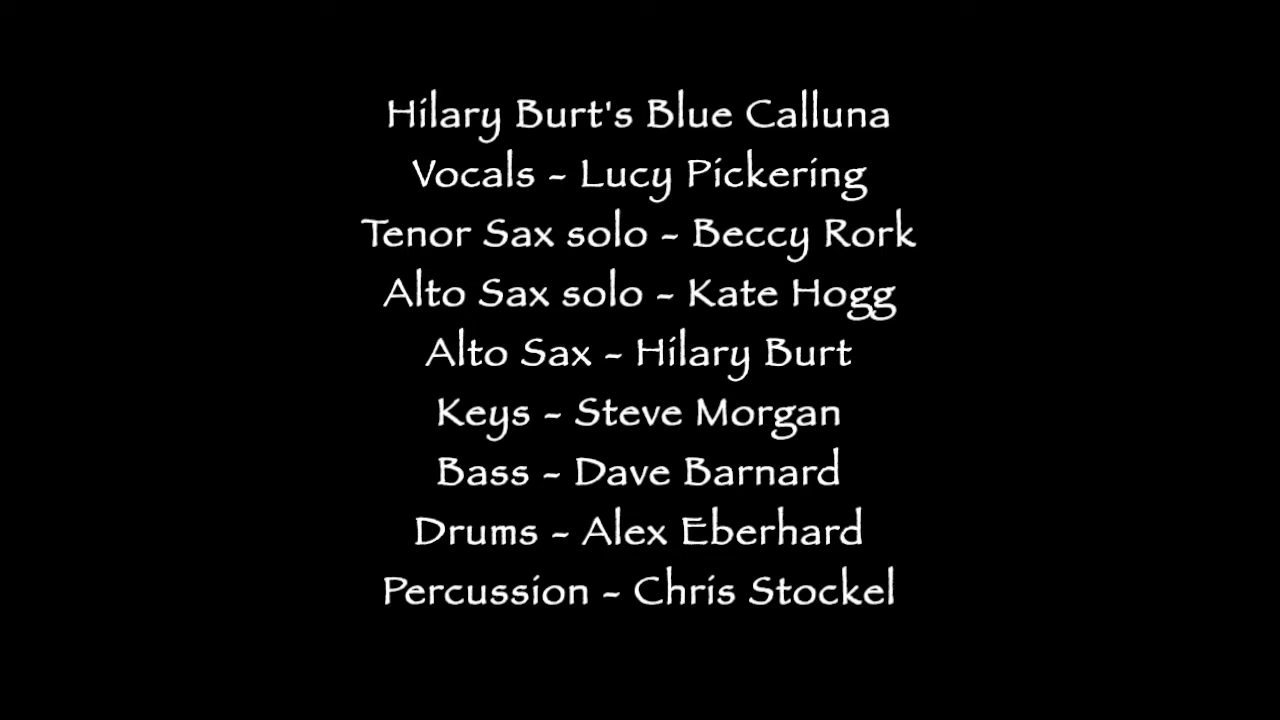 Hilary Burt's Blue Calluna
Vocals - Lucy Pickering
Tenor Sax solo - Beccy Rork
Alto Sax solo - Kate Hogg
Alto Sax - Hilary Burt
Keys - Steve Morgan
Bass - Dave Barnard
Drums - Alex Eberhard
Percussion - Chris Stockel